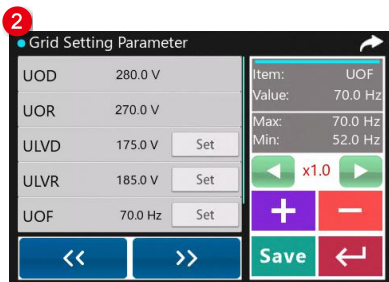 2
Grid Setting Parameter
UOD 280.0 V
UOR 270.0 V
ULVD 175.0 V Set
ULVR 185.0 V Set
UOF 70.0 Hz Set
<< >>
Item: UOF
Value: 70.0 Hz
Max: 70.0 Hz
Min: 52.0 Hz
x1.0
+ −
Save